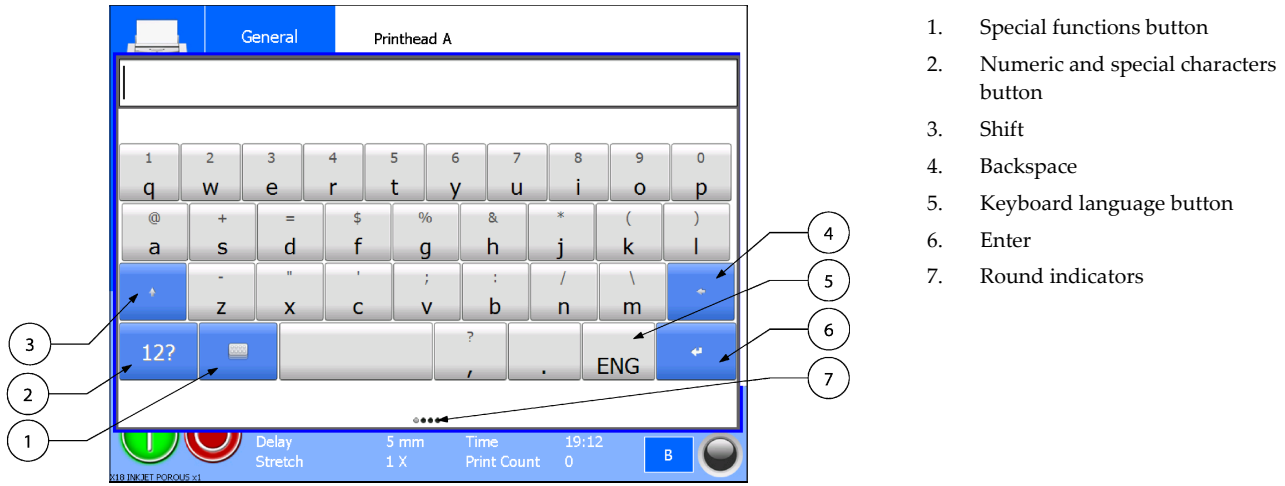 General
Printhead A
1 2 3 4 5 6 7 8 9 0
q w e r t y u i o p
@ + = $ % & * ( )
a s d f g h j k l
- " ' ; : / \
z x c v b n m
?
12? , . ENG
Delay 5 mm Time 19:12
Stretch 1 X Print Count 0
B
X18 INKJET POROUS x1
3
2
1
4
5
6
7
1. Special functions button
2. Numeric and special characters
button
3. Shift
4. Backspace
5. Keyboard language button
6. Enter
7. Round indicators